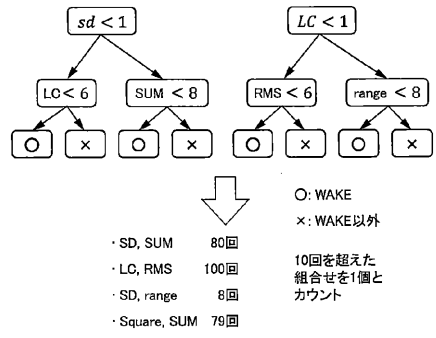 sd < 1
LC < 1
LC < 6
SUM < 8
RMS < 6
range < 8
○ × ○ × ○ × ○ ×
○: WAKE
×: WAKE以外
・SD, SUM 80回
・LC, RMS 100回
・SD, range 8回
・Square, SUM 79回
10回を超えた
組合せを1個と
カウント